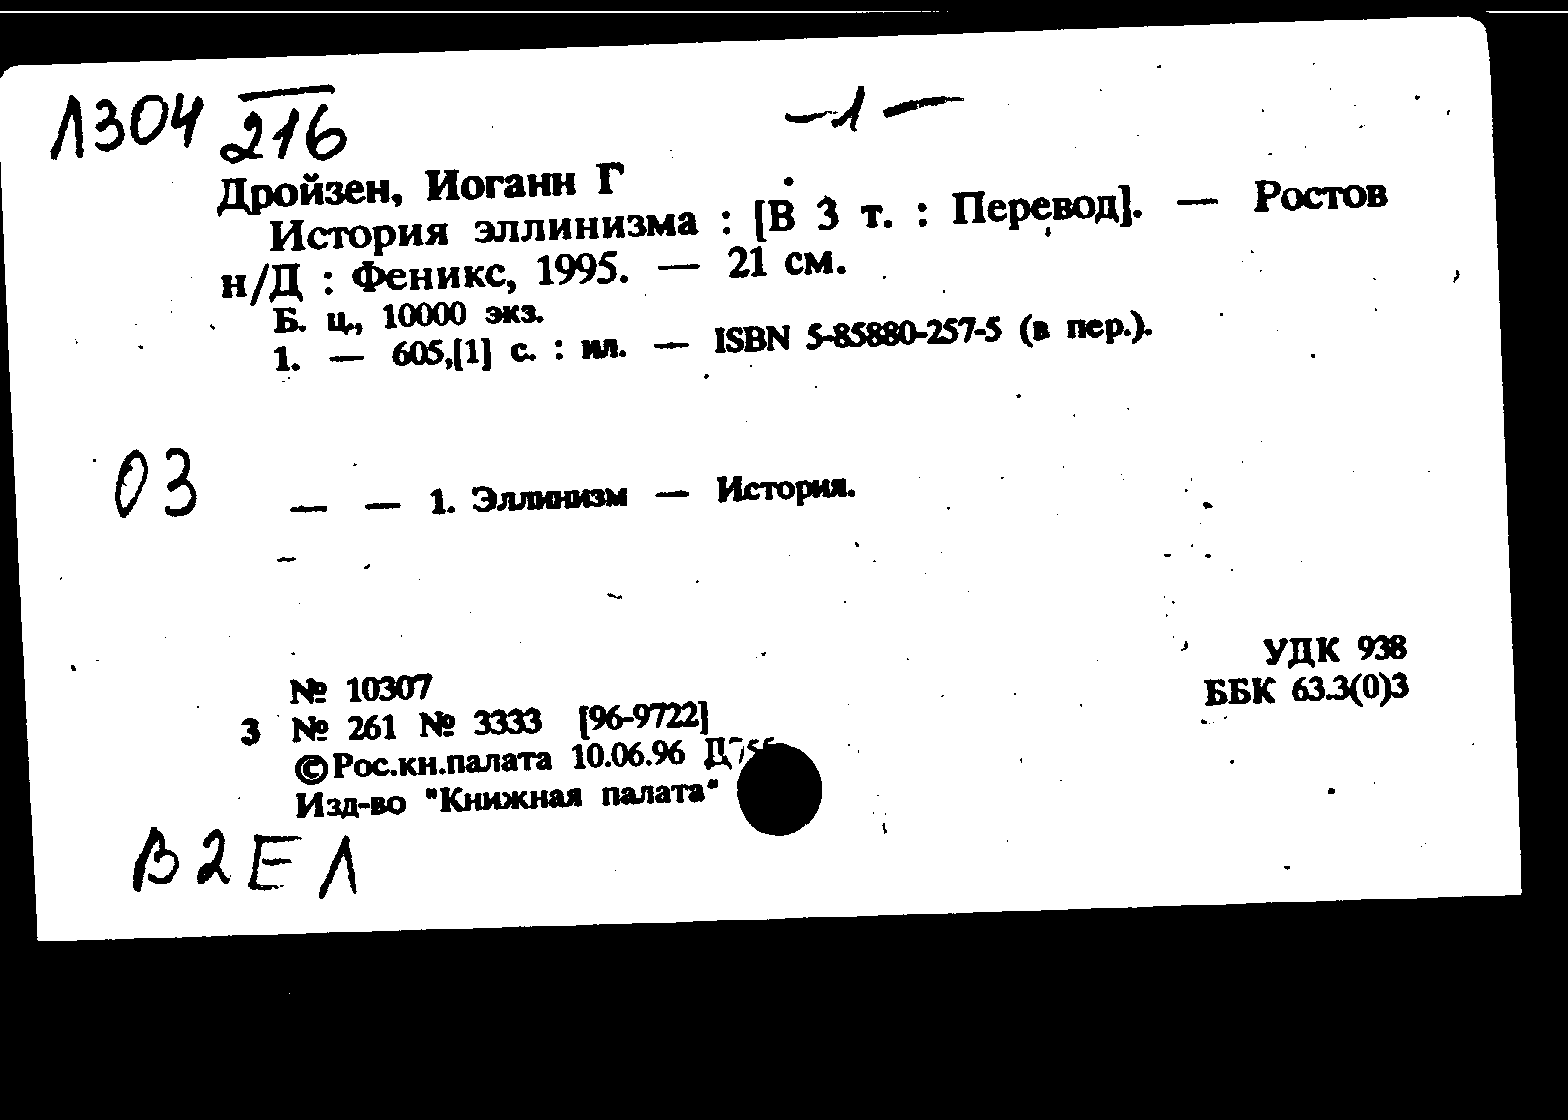 Л304 216
—1—
Дройзен, Иоганн Г
История эллинизма : [В 3 т. : Перевод]. — Ростов
н/Д : Феникс, 1995. — 21 см.
Б. ц., 10000 экз.
1. — 605,[1] с. : ил. — ISBN 5-85880-257-5 (в пер.).
03
— — 1. Эллинизм — История.
УДК 938
№ 10307
ББК 63.3(0)3
3 № 261 № 3333 [96-9722]
©Рос.кн.палата 10.06.96
Изд-во "Книжная палата"
В2ЕЛ